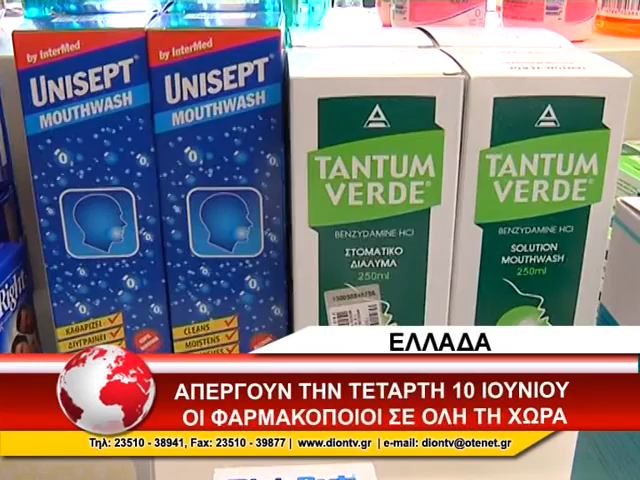 by InterMed
UNISEPT®
MOUTHWASH
ΚΑΘΑΡΙΖΕΙ
ΔΙΥΓΡΑΙΝΕΙ
by InterMed
UNISEPT®
MOUTHWASH
CLEANS
MOISTENS
TANTUM
VERDE®
BENZYDAMINE HCl
ΣΤΟΜΑΤΙΚΟ
ΔΙΑΛΥΜΑ
250ml
TANTUM
VERDE®
BENZYDAMINE HCl
SOLUTION
MOUTHWASH
250ml
Right
ΕΛΛΑΔΑ
ΑΠΕΡΓΟΥΝ ΤΗΝ ΤΕΤΑΡΤΗ 10 ΙΟΥΝΙΟΥ
ΟΙ ΦΑΡΜΑΚΟΠΟΙΟΙ ΣΕ ΟΛΗ ΤΗ ΧΩΡΑ
Τηλ: 23510 - 38941, Fax: 23510 - 39877 | www.diontv.gr | e-mail: diontv@otenet.gr